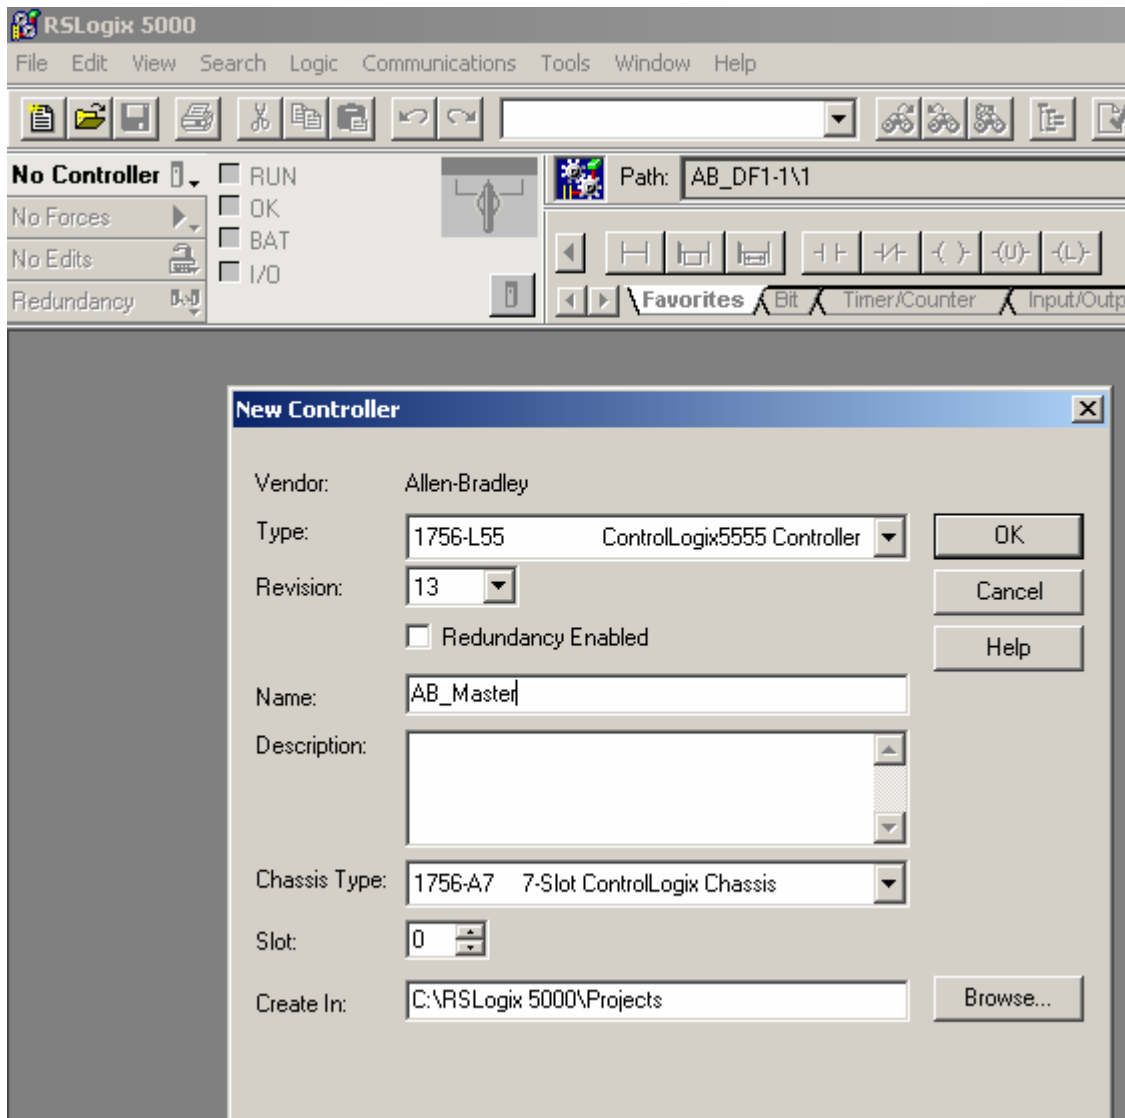 RSLogix 5000
File Edit View Search Logic Communications Tools Window Help
No Controller
RUN
Path: AB_DF1-1\1
No Forces
OK
No Edits
BAT
I/O
Redundancy
(U) (L)
Favorites Bit Timer/Counter Input/Outp
New Controller
Vendor: Allen-Bradley
Type: 1756-L55 ControlLogix5555 Controller OK
Revision: 13 Cancel
Redundancy Enabled Help
Name: AB_Master
Description:
Chassis Type: 1756-A7 7-Slot ControlLogix Chassis
Slot: 0
Create In: C:\RSLogix 5000\Projects Browse...